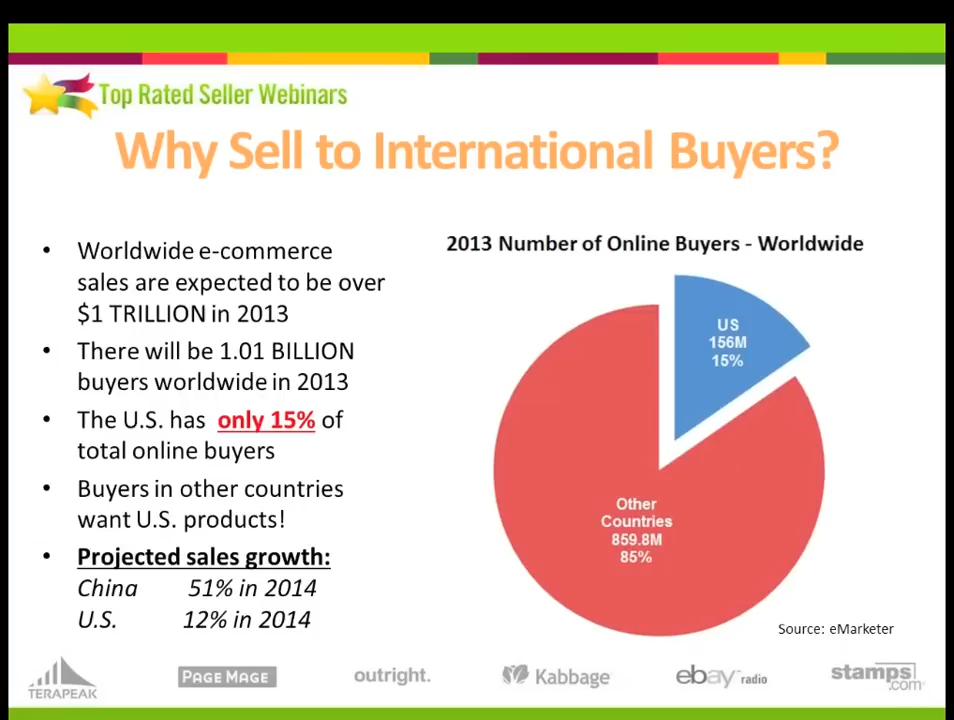 Top Rated Seller Webinars
Why Sell to International Buyers?
• Worldwide e-commerce
sales are expected to be over
$1 TRILLION in 2013
• There will be 1.01 BILLION
buyers worldwide in 2013
• The U.S. has only 15% of
total online buyers
• Buyers in other countries
want U.S. products!
• Projected sales growth:
China 51% in 2014
U.S. 12% in 2014
2013 Number of Online Buyers - Worldwide
US
156M
15%
Other
Countries
859.8M
85%
Source: eMarketer
TERAPEAK
PAGE MAGE
outright.
Kabbage
ebay radio
stamps.com